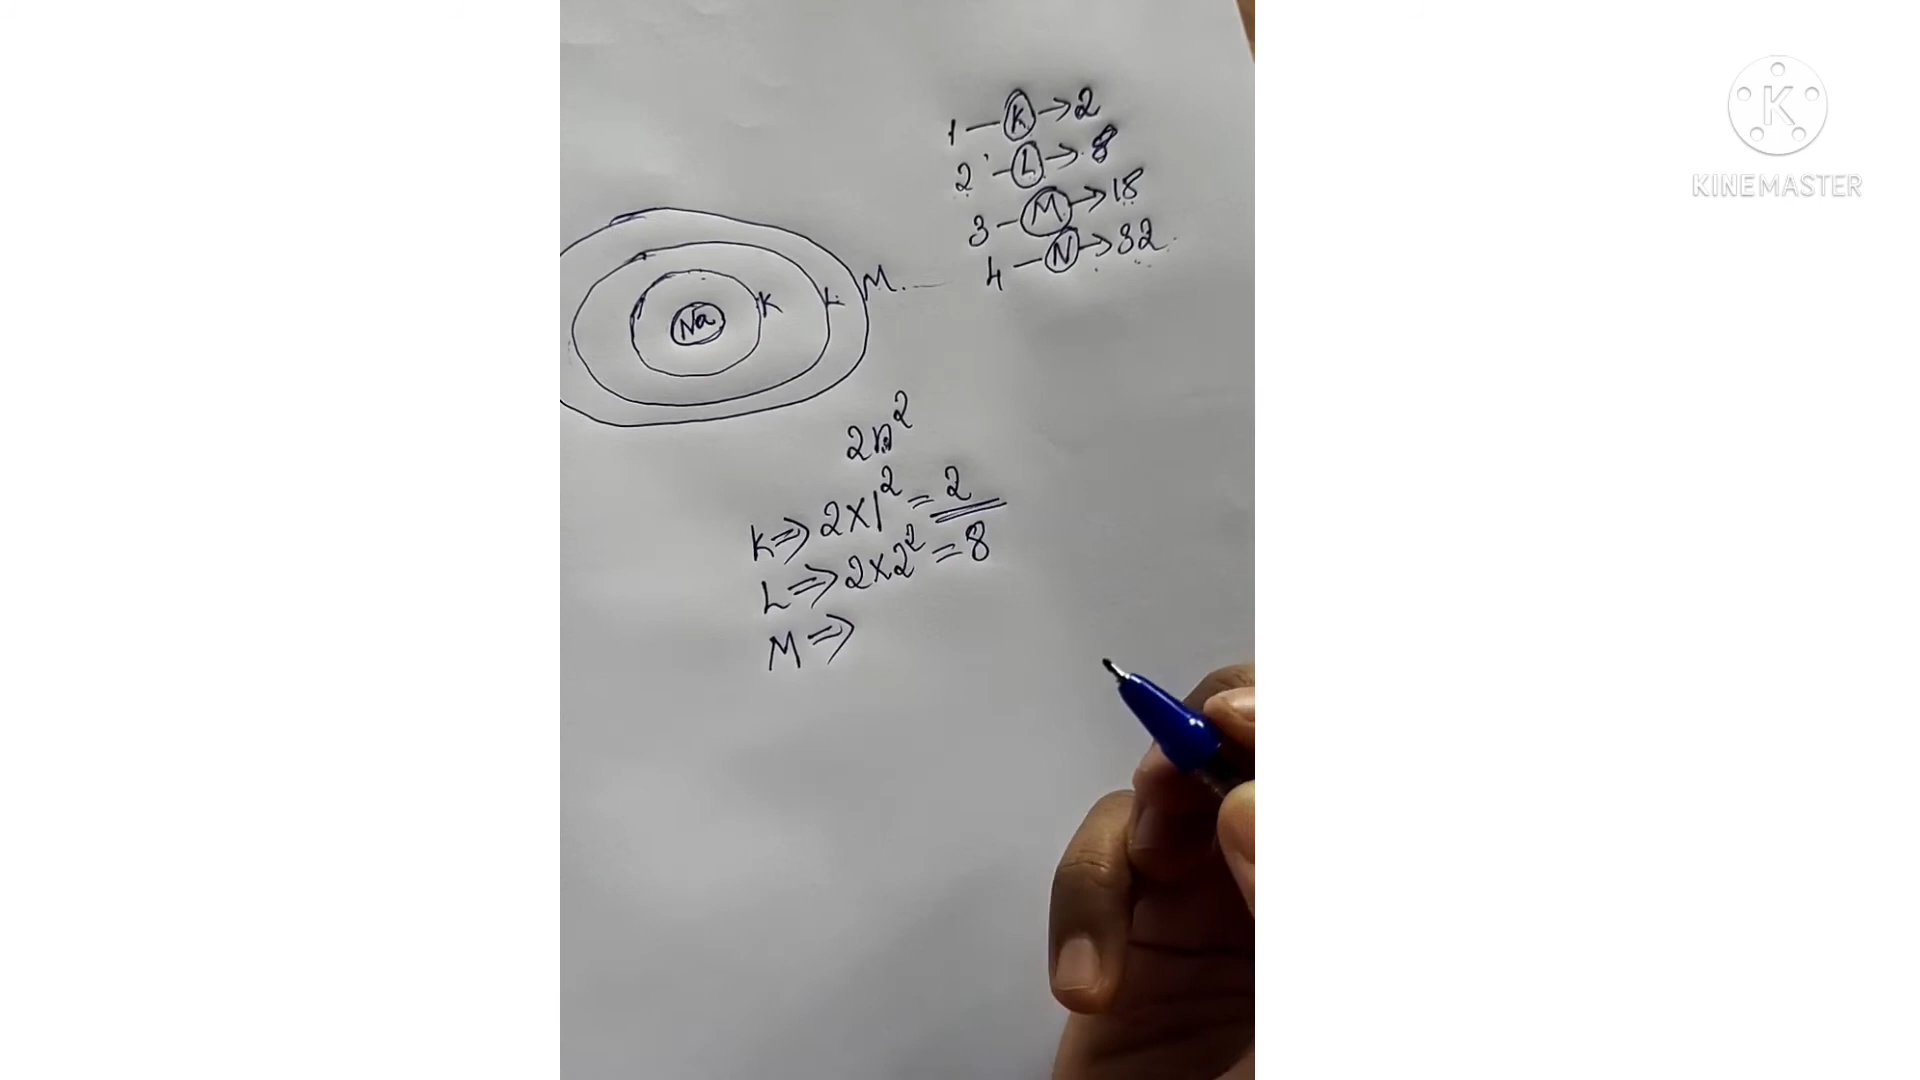 1 — K → 2
2 — L → 8
3 — M → 18
4 — N → 32
Na K L M
2n²
K ⇒ 2×1² = 2
L ⇒ 2×2² = 8
M ⇒
K
KINEMASTER